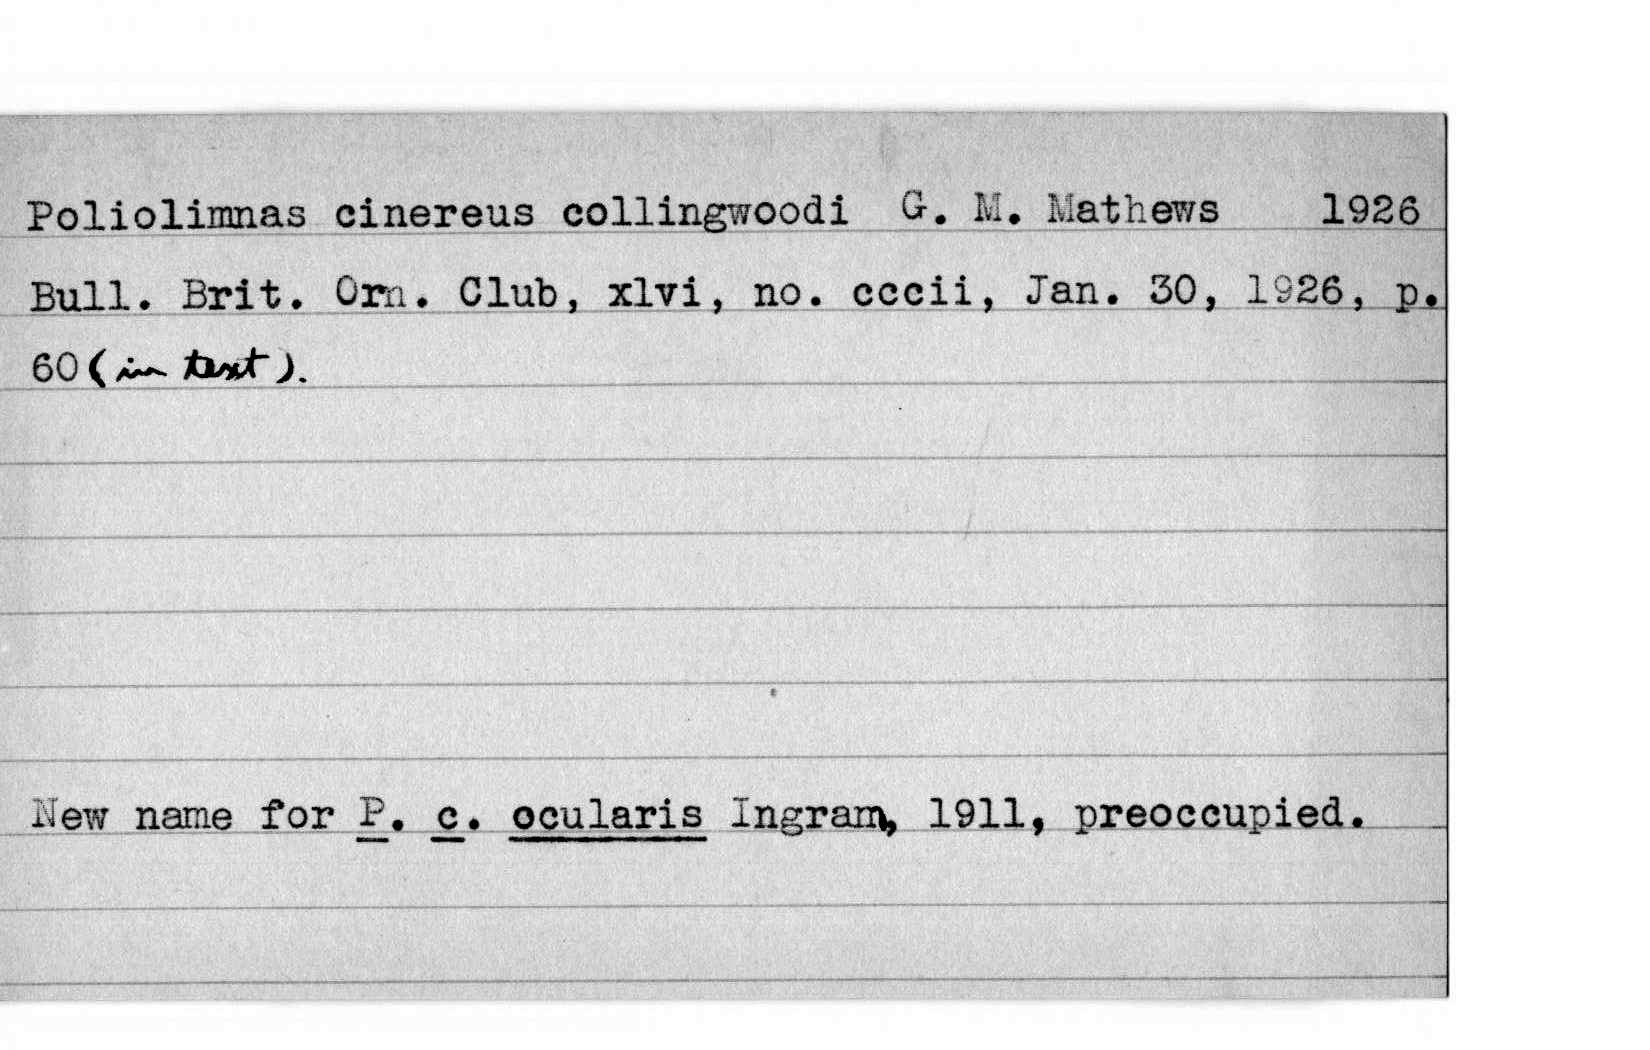 Poliolimnas cinereus collingwoodi G. M. Mathews 1926
Bull. Brit. Orn. Club, xlvi, no. cccii, Jan. 30, 1926, p.
60 (in text).
New name for P. c. ocularis Ingram, 1911, preoccupied.